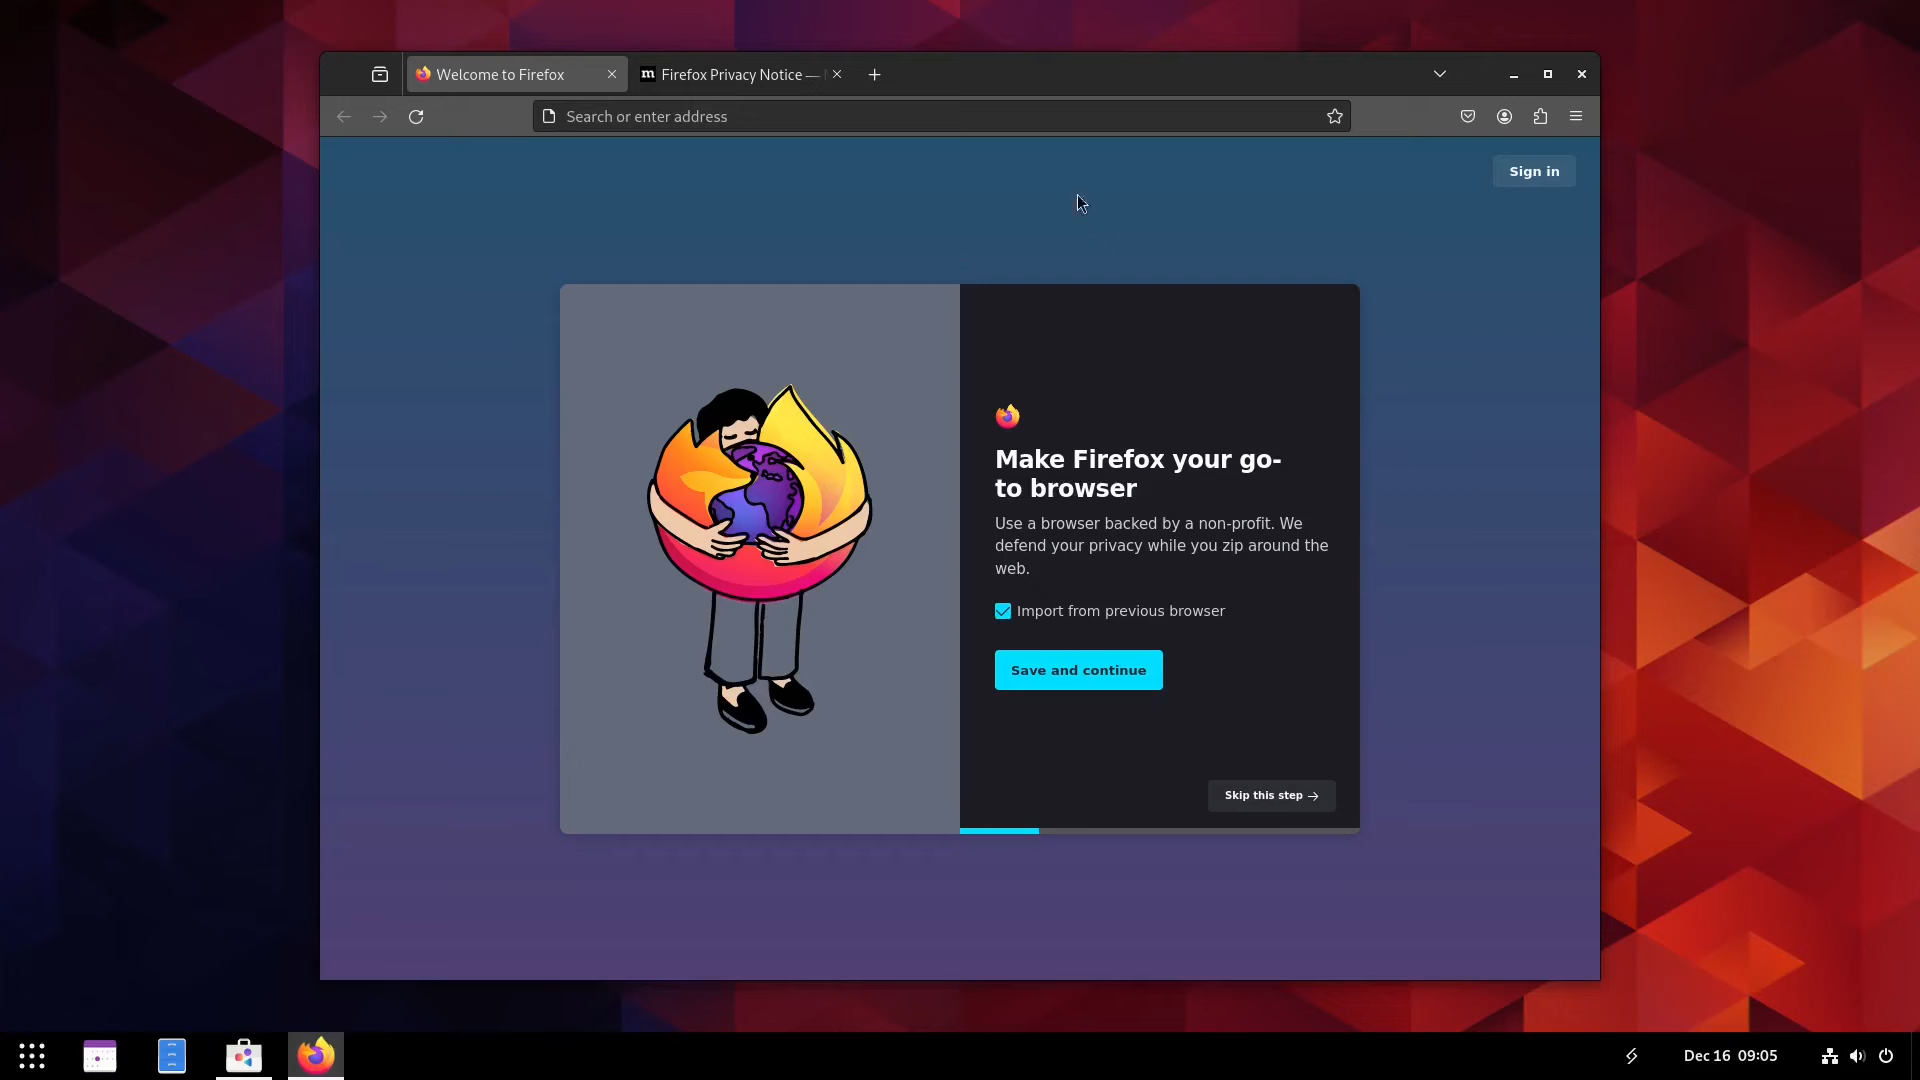 Welcome to Firefox
Firefox Privacy Notice —
Search or enter address
Sign in
Make Firefox your go-
to browser
Use a browser backed by a non-profit. We
defend your privacy while you zip around the
web.
Import from previous browser
Save and continue
Skip this step →
Dec 16 09:05